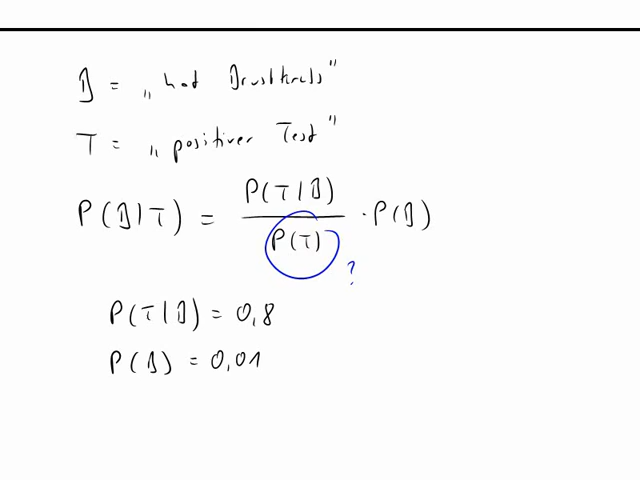 B = „hat Brustkrebs"
T = „positiver Test"
P(B|T) = P(T|B) / P(T) · P(B)
?
P(T|B) = 0,8
P(B) = 0,01